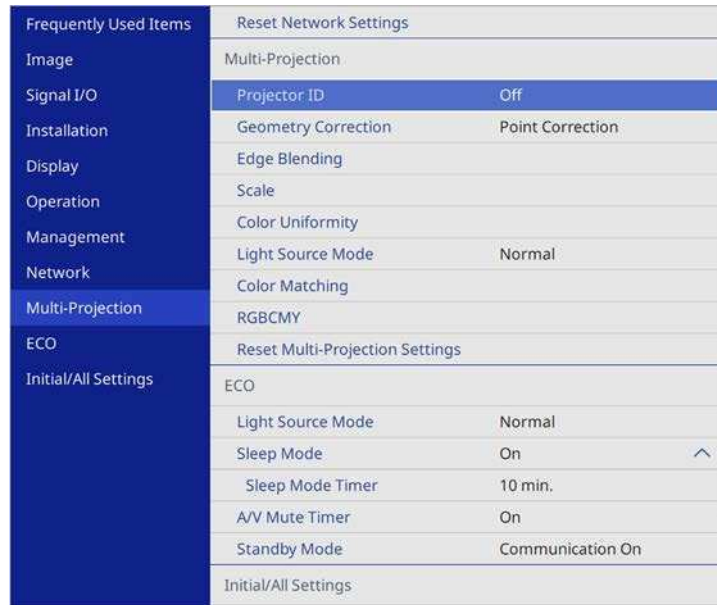 Frequently Used Items
Image
Signal I/O
Installation
Display
Operation
Management
Network
Multi-Projection
ECO
Initial/All Settings
Reset Network Settings
Multi-Projection
Projector ID Off
Geometry Correction Point Correction
Edge Blending
Scale
Color Uniformity
Light Source Mode Normal
Color Matching
RGBCMY
Reset Multi-Projection Settings
ECO
Light Source Mode Normal
Sleep Mode On
Sleep Mode Timer 10 min.
A/V Mute Timer On
Standby Mode Communication On
Initial/All Settings